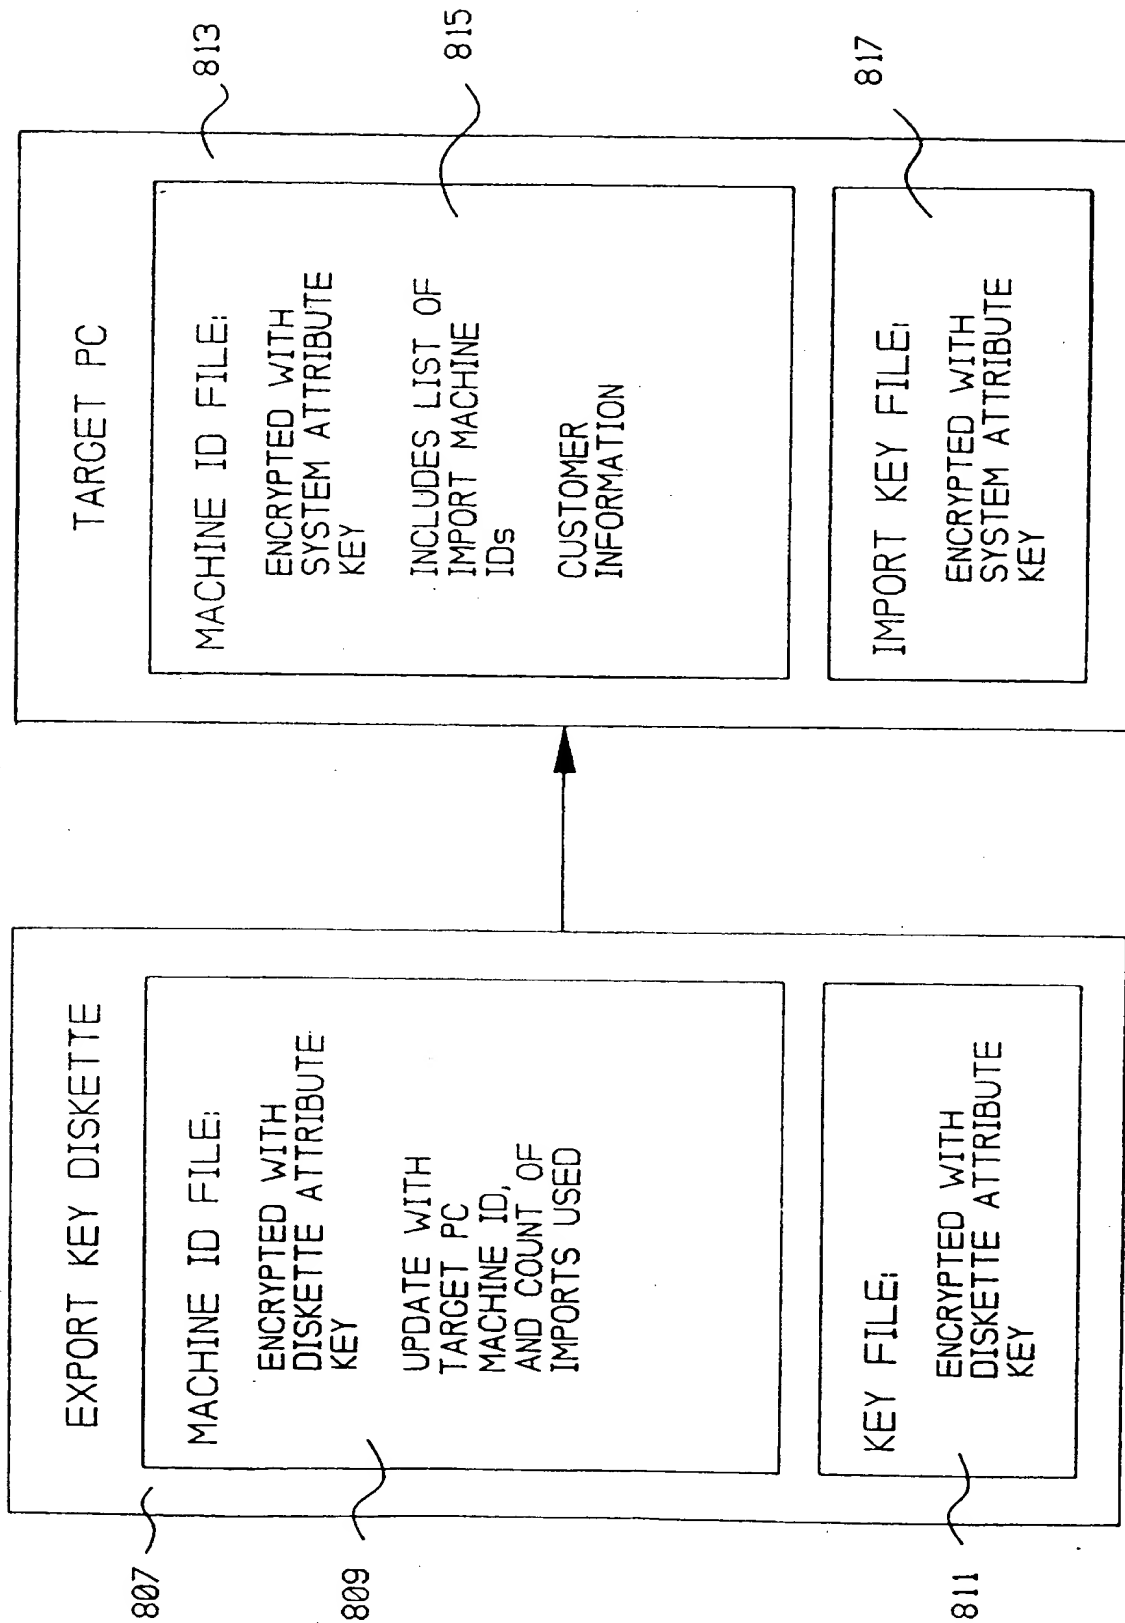 EXPORT KEY DISKETTE
MACHINE ID FILE:
ENCRYPTED WITH
DISKETTE ATTRIBUTE
KEY
UPDATE WITH
TARGET PC
MACHINE ID,
AND COUNT OF
IMPORTS USED
KEY FILE:
ENCRYPTED WITH
DISKETTE ATTRIBUTE
KEY
807
809
811
TARGET PC
MACHINE ID FILE:
ENCRYPTED WITH
SYSTEM ATTRIBUTE
KEY
INCLUDES LIST OF
IMPORT MACHINE
IDs
CUSTOMER
INFORMATION
IMPORT KEY FILE:
ENCRYPTED WITH
SYSTEM ATTRIBUTE
KEY
813
815
817